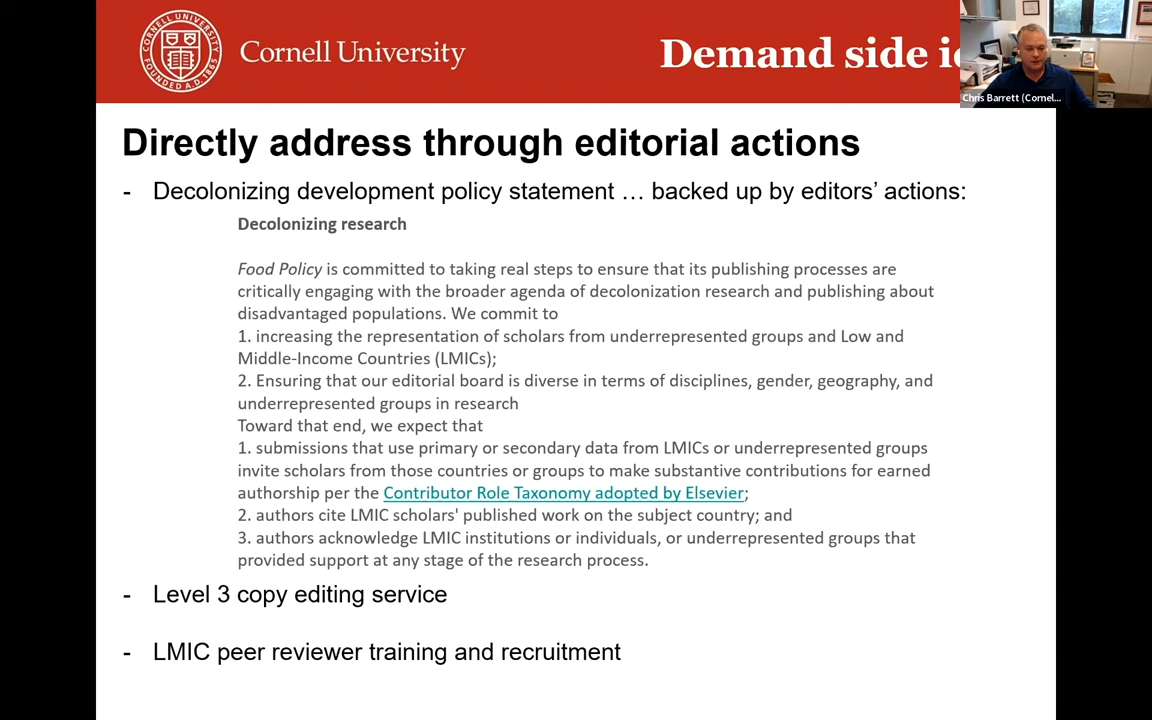 Cornell University
Demand side
Chris Barrett (Cornel...
Directly address through editorial actions
- Decolonizing development policy statement … backed up by editors’ actions:
Decolonizing research
Food Policy is committed to taking real steps to ensure that its publishing processes are
critically engaging with the broader agenda of decolonization research and publishing about
disadvantaged populations. We commit to
1. increasing the representation of scholars from underrepresented groups and Low and
Middle-Income Countries (LMICs);
2. Ensuring that our editorial board is diverse in terms of disciplines, gender, geography, and
underrepresented groups in research
Toward that end, we expect that
1. submissions that use primary or secondary data from LMICs or underrepresented groups
invite scholars from those countries or groups to make substantive contributions for earned
authorship per the Contributor Role Taxonomy adopted by Elsevier;
2. authors cite LMIC scholars' published work on the subject country; and
3. authors acknowledge LMIC institutions or individuals, or underrepresented groups that
provided support at any stage of the research process.
- Level 3 copy editing service
- LMIC peer reviewer training and recruitment